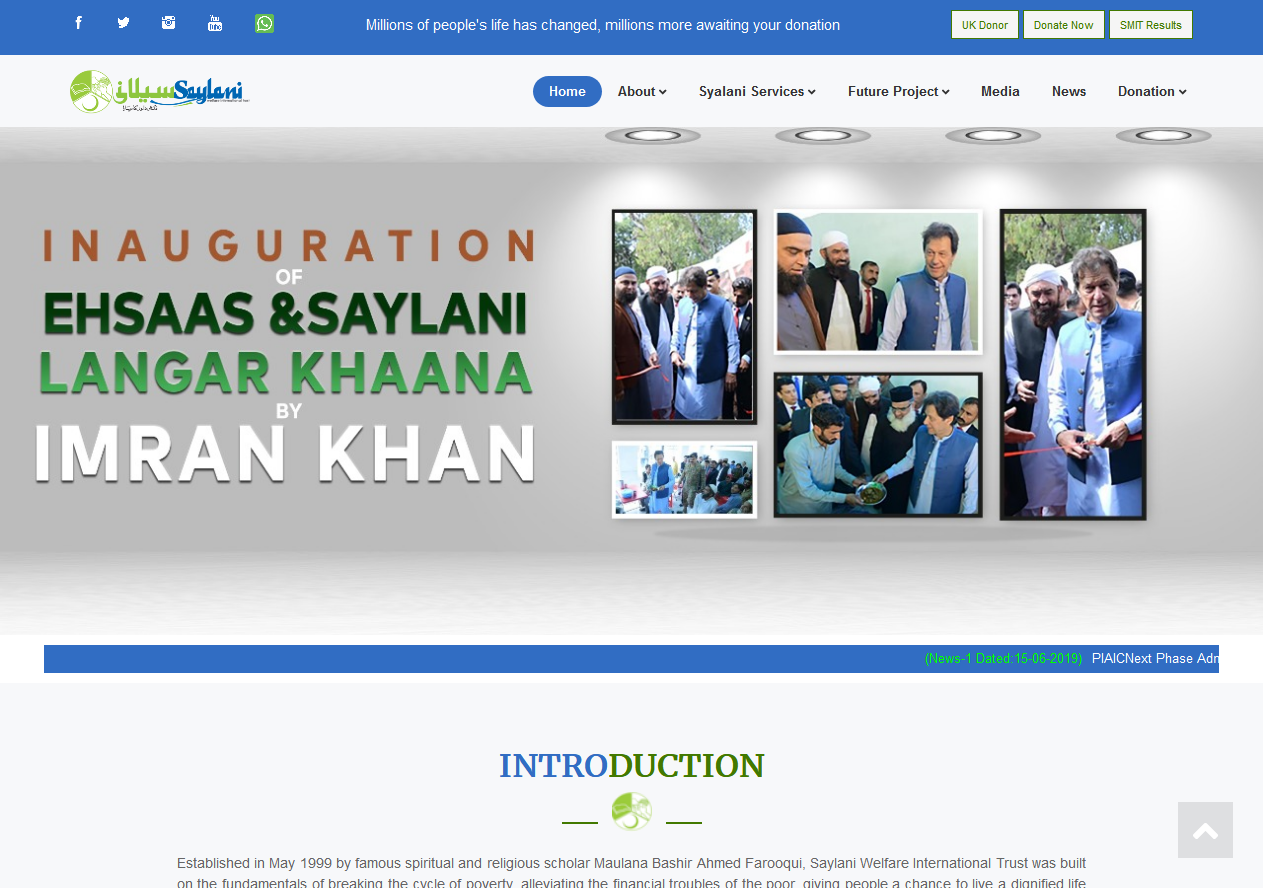 You Tube
Millions of people's life has changed, millions more awaiting your donation
UK Donor
Donate Now
SMIT Results
سیلانی Saylani
Home
About
Syalani Services
Future Project
Media
News
Donation
INAUGURATION
OF
EHSAAS &SAYLANI
LANGAR KHAANA
BY
IMRAN KHAN
(News-1 Dated:15-06-2019) PIAICNext Phase Adm
INTRODUCTION
Established in May 1999 by famous spiritual and religious scholar Maulana Bashir Ahmed Farooqui, Saylani Welfare International Trust was built
on the fundamentals of breaking the cycle of poverty, alleviating the financial troubles of the poor, giving people a chance to live a dignified life